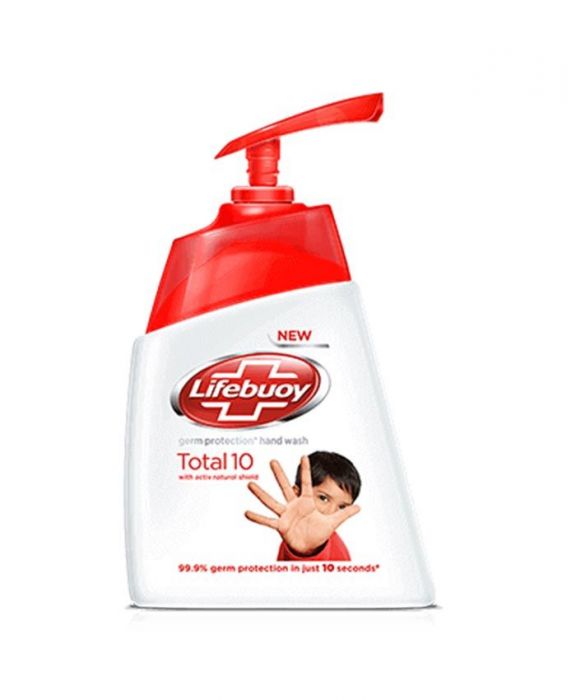 NEW
Lifebuoy
germ protection* hand wash
Total 10
with activ natural shield
99.9% germ protection in just 10 seconds*